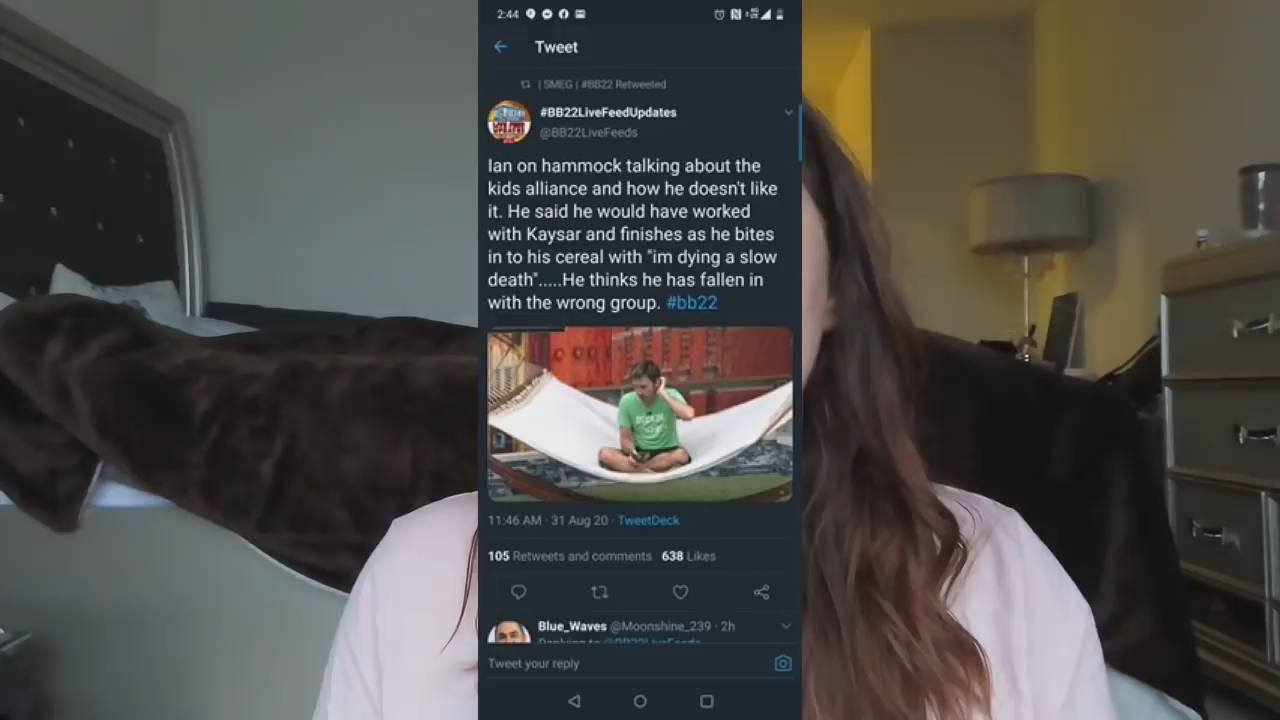 2:44
Tweet
| SMEG | #BB22 Retweeted
#BB22LiveFeedUpdates
@BB22LiveFeeds
Ian on hammock talking about the
kids alliance and how he doesn't like
it. He said he would have worked
with Kaysar and finishes as he bites
in to his cereal with "im dying a slow
death".....He thinks he has fallen in
with the wrong group. #bb22
11:46 AM · 31 Aug 20 · TweetDeck
105 Retweets and comments 638 Likes
Blue_Waves @Moonshine_239 · 2h
Replying to @BB22LiveFeeds
Tweet your reply